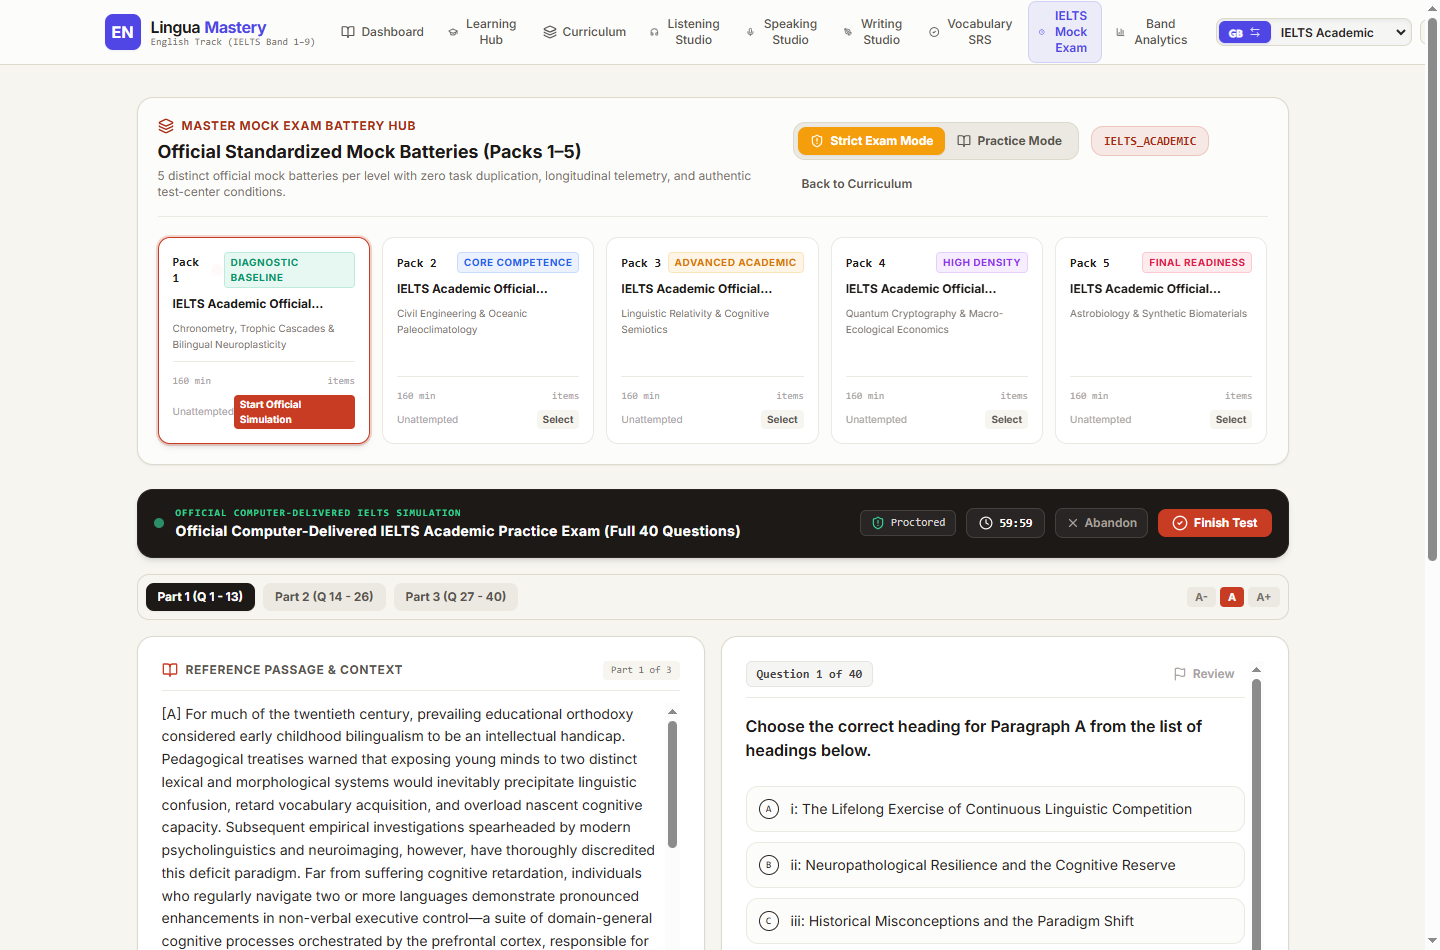 EN
Lingua Mastery
English Track (IELTS Band 1–9)
Dashboard
Learning
Hub
Curriculum
Listening
Studio
Speaking
Studio
Writing
Studio
Vocabulary
SRS
IELTS
Mock
Exam
Band
Analytics
GB
IELTS Academic
MASTER MOCK EXAM BATTERY HUB
Official Standardized Mock Batteries (Packs 1–5)
5 distinct official mock batteries per level with zero task duplication, longitudinal telemetry, and authentic
test-center conditions.
Strict Exam Mode
Practice Mode
IELTS_ACADEMIC
Back to Curriculum
Pack
1
DIAGNOSTIC
BASELINE
IELTS Academic Official...
Chronometry, Trophic Cascades &
Bilingual Neuroplasticity
160 min
items
Unattempted
Start Official
Simulation
Pack 2
CORE COMPETENCE
IELTS Academic Official...
Civil Engineering & Oceanic
Paleoclimatology
160 min
items
Unattempted
Select
Pack 3
ADVANCED ACADEMIC
IELTS Academic Official...
Linguistic Relativity & Cognitive
Semiotics
160 min
items
Unattempted
Select
Pack 4
HIGH DENSITY
IELTS Academic Official...
Quantum Cryptography & Macro-
Ecological Economics
160 min
items
Unattempted
Select
Pack 5
FINAL READINESS
IELTS Academic Official...
Astrobiology & Synthetic Biomaterials
160 min
items
Unattempted
Select
OFFICIAL COMPUTER-DELIVERED IELTS SIMULATION
Official Computer-Delivered IELTS Academic Practice Exam (Full 40 Questions)
Proctored
59:59
Abandon
Finish Test
Part 1 (Q 1 - 13)
Part 2 (Q 14 - 26)
Part 3 (Q 27 - 40)
A-
A
A+
REFERENCE PASSAGE & CONTEXT
Part 1 of 3
[A] For much of the twentieth century, prevailing educational orthodoxy
considered early childhood bilingualism to be an intellectual handicap.
Pedagogical treatises warned that exposing young minds to two distinct
lexical and morphological systems would inevitably precipitate linguistic
confusion, retard vocabulary acquisition, and overload nascent cognitive
capacity. Subsequent empirical investigations spearheaded by modern
psycholinguistics and neuroimaging, however, have thoroughly discredited
this deficit paradigm. Far from suffering cognitive retardation, individuals
who regularly navigate two or more languages demonstrate pronounced
enhancements in non-verbal executive control—a suite of domain-general
cognitive processes orchestrated by the prefrontal cortex, responsible for
Question 1 of 40
Review
Choose the correct heading for Paragraph A from the list of
headings below.
A
i: The Lifelong Exercise of Continuous Linguistic Competition
B
ii: Neuropathological Resilience and the Cognitive Reserve
C
iii: Historical Misconceptions and the Paradigm Shift